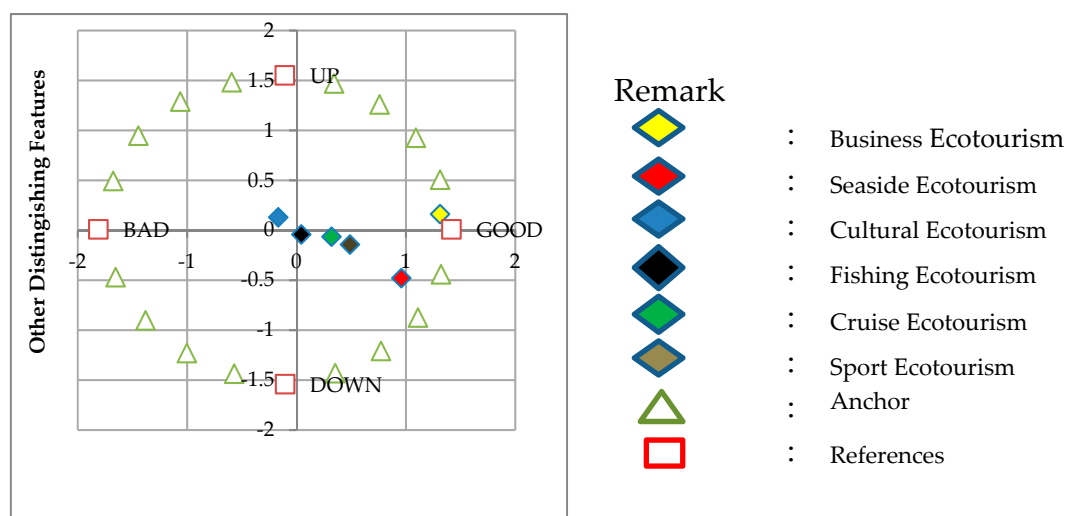 Other Distingishing Features
2
1.5
1
0.5
0
-0.5
-1
-1.5
-2
-2 -1 0 1 2
UP
BAD
GOOD
DOWN
Remark
: Business Ecotourism
: Seaside Ecotourism
: Cultural Ecotourism
: Fishing Ecotourism
: Cruise Ecotourism
: Sport Ecotourism
: Anchor
: References